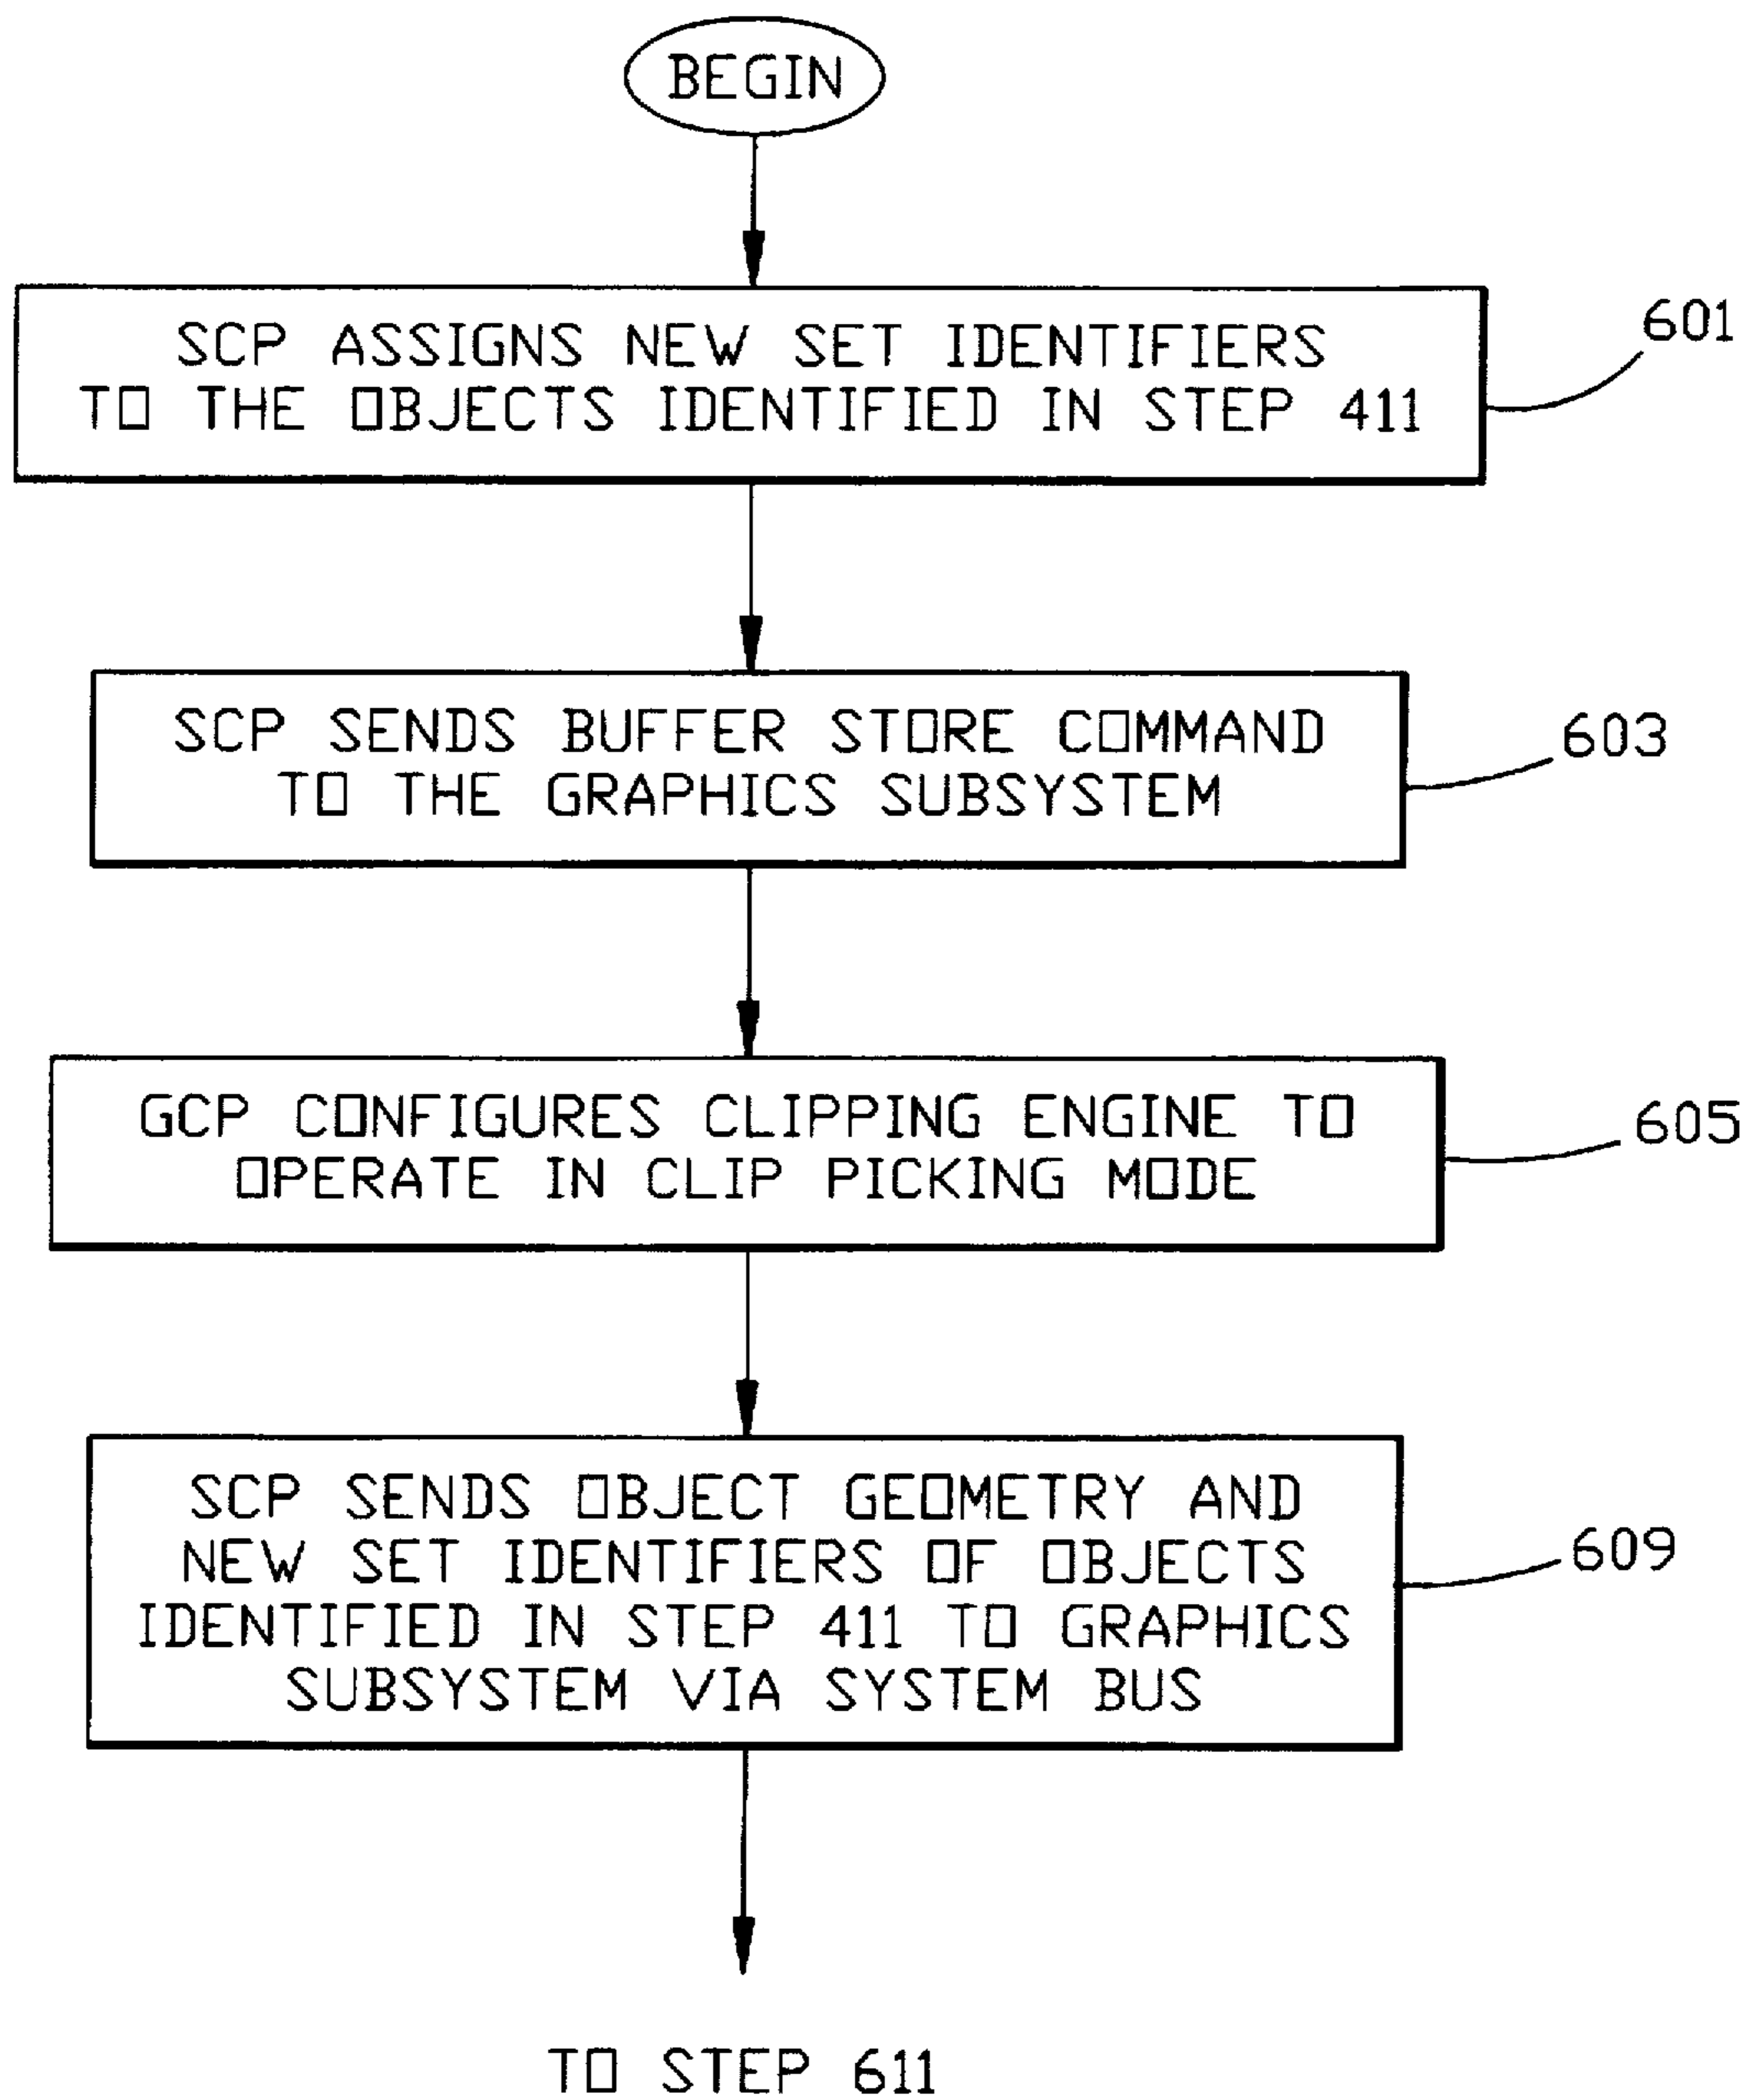 BEGIN
SCP ASSIGNS NEW SET IDENTIFIERS
TO THE OBJECTS IDENTIFIED IN STEP 411
601
SCP SENDS BUFFER STORE COMMAND
TO THE GRAPHICS SUBSYSTEM
603
GCP CONFIGURES CLIPPING ENGINE TO
OPERATE IN CLIP PICKING MODE
605
SCP SENDS OBJECT GEOMETRY AND
NEW SET IDENTIFIERS OF OBJECTS
IDENTIFIED IN STEP 411 TO GRAPHICS
SUBSYSTEM VIA SYSTEM BUS
609
TO STEP 611